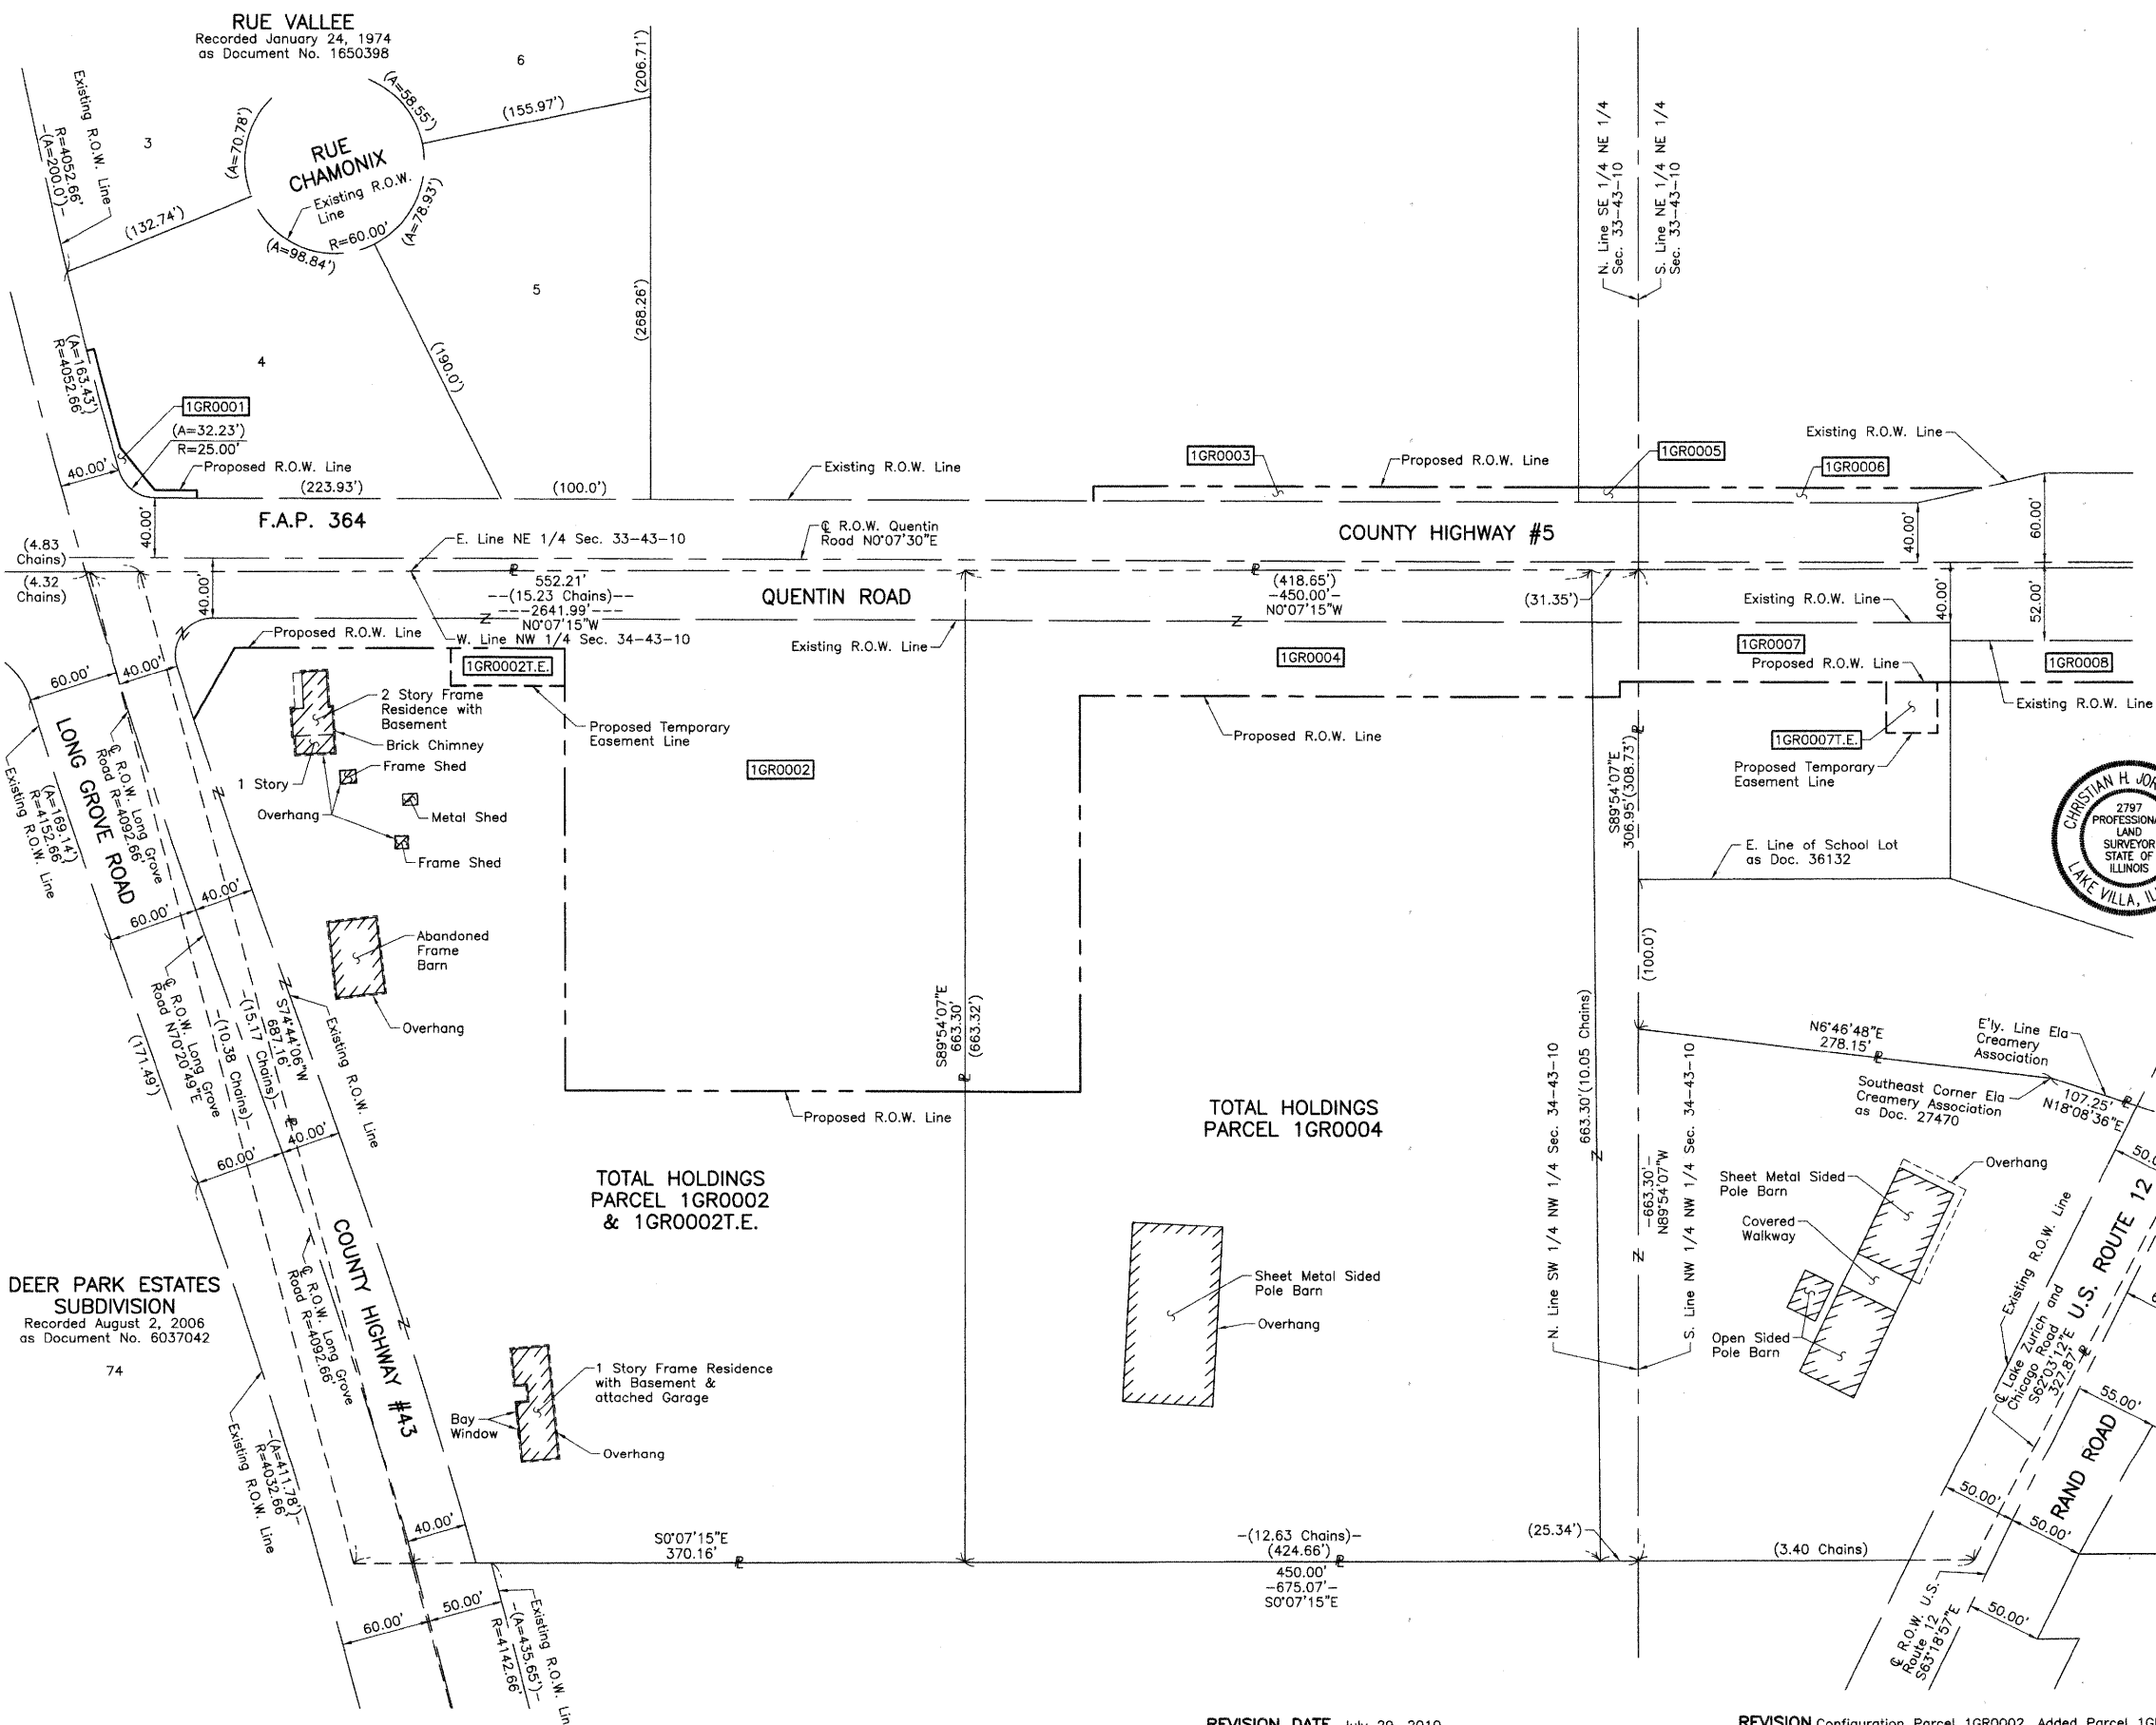 RUE VALLEE
Recorded January 24, 1974
as Document No. 1650398
Existing R.O.W. Line
R=4052.66'
-(A=200.0')-
3
6
(206.71')
(A=58.55')
(155.97')
(A=70.78')
RUE
CHAMONIX
Existing R.O.W.
Line
R=60.00'
(A=78.93')
(A=98.84')
(132.74')
5
(268.26')
4
(190.0')
(A=163.43')
R=4052.66'
1GR0001
(A=32.23')
R=25.00'
40.00'
Proposed R.O.W. Line
(223.93')
(100.0')
Existing R.O.W. Line
N. Line SE 1/4 NE 1/4
Sec. 33-43-10
S. Line NE 1/4 NE 1/4
Sec. 33-43-10
1GR0003
Proposed R.O.W. Line
1GR0005
Existing R.O.W. Line
1GR0006
40.00'
F.A.P. 364
℄ R.O.W. Quentin
Road N0°07'30"E
COUNTY HIGHWAY #5
40.00'
60.00'
(4.83
Chains)
(4.32
Chains)
E. Line NE 1/4 Sec. 33-43-10
40.00'
552.21'
--(15.23 Chains)--
---2641.99'---
N0°07'15"W
W. Line NW 1/4 Sec. 34-43-10
QUENTIN ROAD
(418.65')
-450.00'-
N0°07'15"W
(31.35')
Existing R.O.W. Line
40.00'
52.00'
Proposed R.O.W. Line
Existing R.O.W. Line
1GR0002T.E.
1GR0004
1GR0007
Proposed R.O.W. Line
1GR0008
Existing R.O.W. Line
60.00'
40.00'
2 Story Frame
Residence with
Basement
Brick Chimney
Frame Shed
1 Story
Overhang
Metal Shed
Frame Shed
Proposed Temporary
Easement Line
1GR0002
Proposed R.O.W. Line
S89°54'07"E
306.95'(308.73')
1GR0007T.E.
Proposed Temporary
Easement Line
E. Line of School Lot
as Doc. 36132
2797
LAND
SURVEYOR
STATE OF
ILLINOIS
LONG GROVE ROAD
℄ R.O.W. Long Grove
Road R=4092.66'
(A=169.14')
R=4152.66'
Existing R.O.W. Line
40.00'
60.00'
Abandoned
Frame
Barn
Overhang
℄ R.O.W. Long Grove
Road N70°20'49"E
-(10.38 Chains)-
-(15.17 Chains)-
687.16'
S74°44'06"W
Existing R.O.W. Line
(171.49')
S89°54'07"E
663.30'
(663.32')
(100.0')
N6°46'48"E
278.15'
E'ly. Line Ela
Creamery
Association
Southeast Corner Ela
Creamery Association
as Doc. 27470
107.25'
N18°08'36"E
Proposed R.O.W. Line
40.00'
60.00'
TOTAL HOLDINGS
PARCEL 1GR0002
& 1GR0002T.E.
TOTAL HOLDINGS
PARCEL 1GR0004
N. Line SW 1/4 NW 1/4 Sec. 34-43-10
663.30'(10.05 Chains)
-663.30'-
N89°54'07"W
S. Line NW 1/4 NW 1/4 Sec. 34-43-10
Sheet Metal Sided
Pole Barn
Overhang
Covered
Walkway
Open Sided
Pole Barn
Existing R.O.W. Line
U.S. ROUTE 12
℄ Lake Zurich and
Chicago Road
S62°03'12"E
327.87'
DEER PARK ESTATES
SUBDIVISION
Recorded August 2, 2006
as Document No. 6037042
74
COUNTY HIGHWAY #43
℄ R.O.W. Long Grove
Road R=4092.66'
Sheet Metal Sided
Pole Barn
Overhang
1 Story Frame Residence
with Basement &
attached Garage
Bay
Window
Overhang
55.00'
RAND ROAD
-(A=411.78')-
R=4032.66'
Existing R.O.W. Line
50.00'
50.00'
40.00'
S0°07'15"E
370.16'
-(12.63 Chains)-
(424.66')
450.00'
-675.07'-
S0°07'15"E
(25.34')
(3.40 Chains)
60.00'
50.00'
-(A=435.65')-
R=4142.66'
℄ R.O.W. U.S.
Route 12
S63°18'57"E
50.00'
REVISION DATE July 29, 2010
REVISION Configuration Parcel 1GR0002, Added Parcel